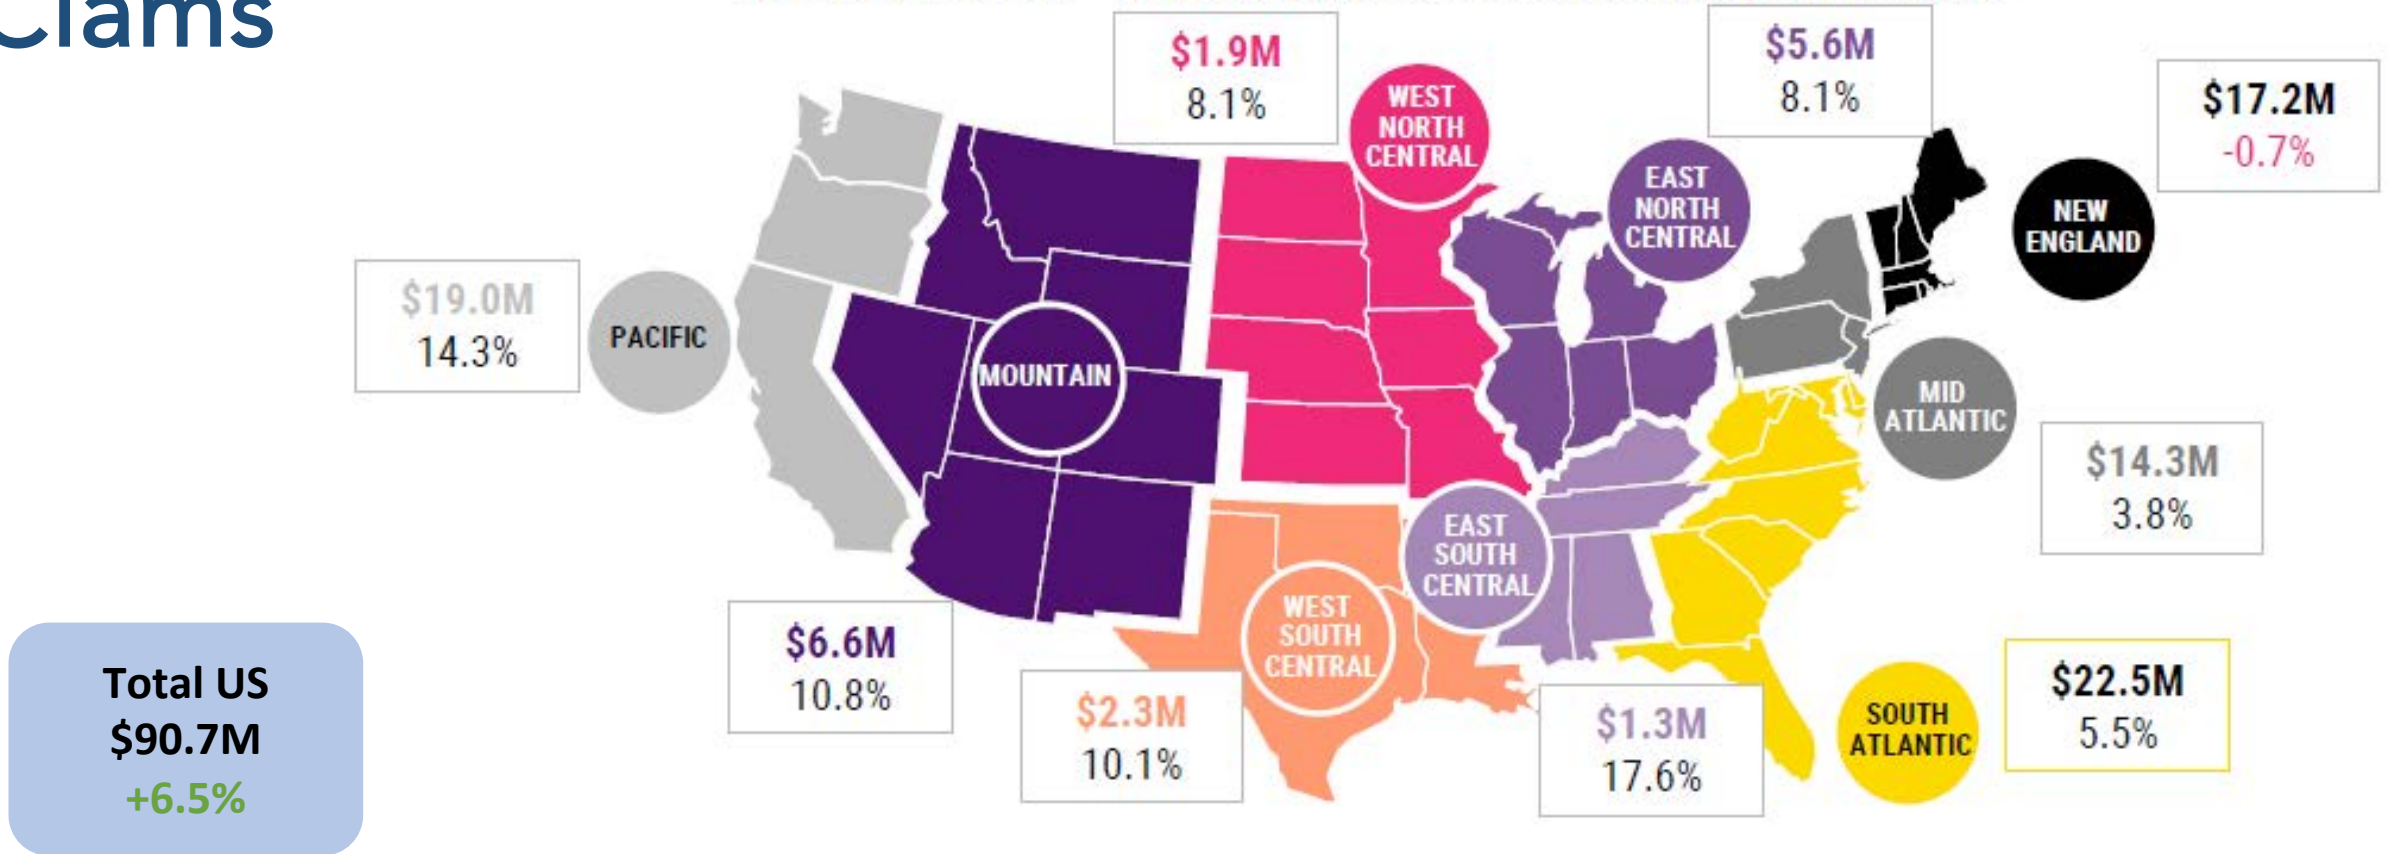 Clams
$1.9M
8.1%
WEST
NORTH
CENTRAL
$5.6M
8.1%
EAST
NORTH
CENTRAL
$17.2M
-0.7%
NEW
ENGLAND
$19.0M
14.3%
PACIFIC
MOUNTAIN
MID
ATLANTIC
$14.3M
3.8%
EAST
SOUTH
CENTRAL
WEST
SOUTH
CENTRAL
$6.6M
10.8%
$2.3M
10.1%
$1.3M
17.6%
SOUTH
ATLANTIC
$22.5M
5.5%
Total US
$90.7M
+6.5%